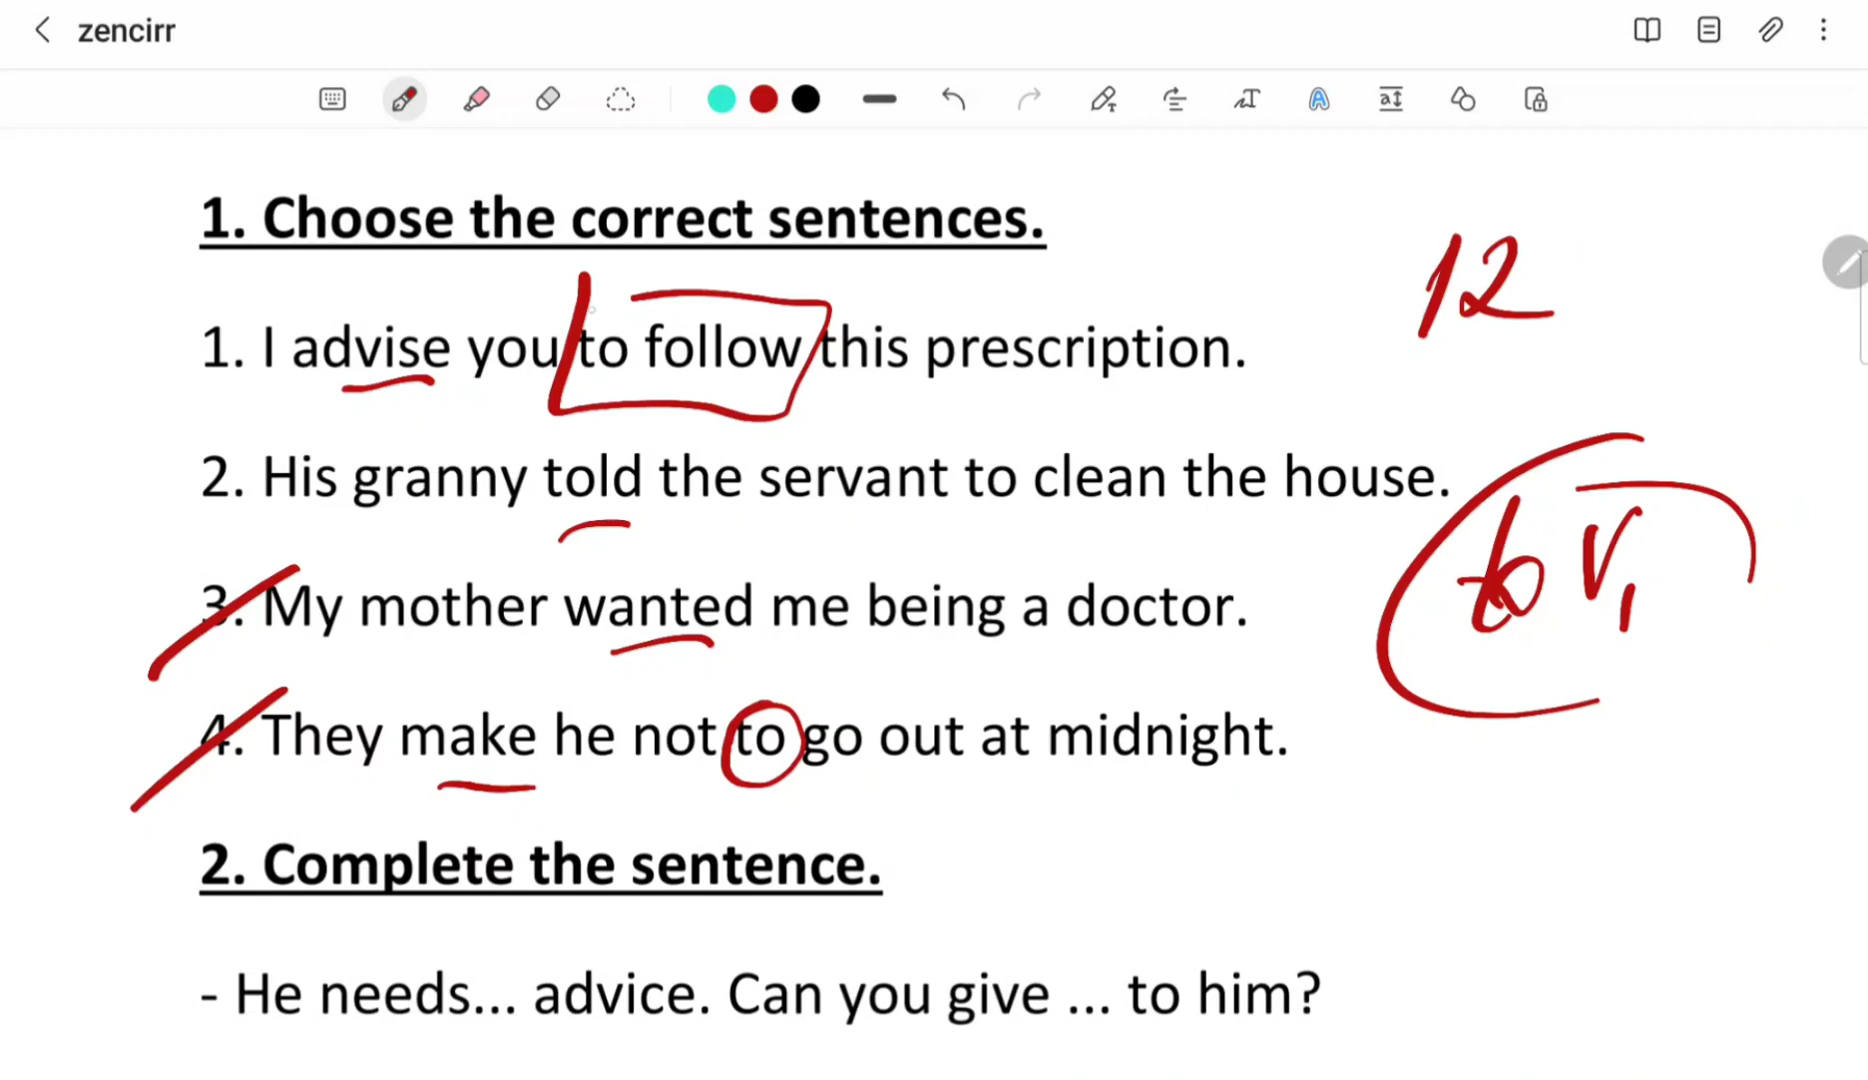 zencirr
1. Choose the correct sentences.
12
1. I advise you to follow this prescription.
2. His granny told the servant to clean the house.
to V1
3. My mother wanted me being a doctor.
4. They make he not to go out at midnight.
2. Complete the sentence.
- He needs... advice. Can you give ... to him?